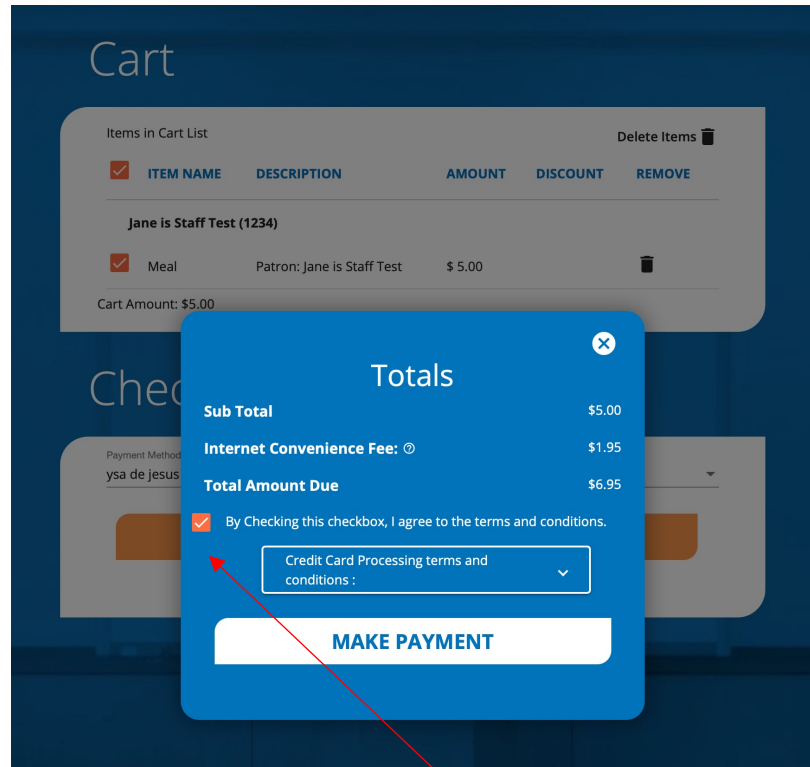 Cart
Items in Cart List
Delete Items
ITEM NAME DESCRIPTION AMOUNT DISCOUNT REMOVE
Jane is Staff Test (1234)
Meal Patron: Jane is Staff Test $ 5.00
Cart Amount: $5.00
Totals
Chec
Sub Total $5.00
Internet Convenience Fee: $1.95
Payment Method
ysa de jesus
Total Amount Due $6.95
By Checking this checkbox, I agree to the terms and conditions.
Credit Card Processing terms and
conditions :
MAKE PAYMENT